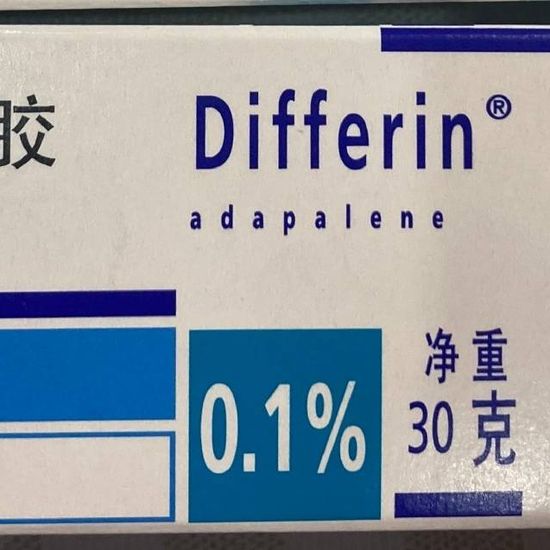 胶
Differin®
adapalene
0.1%
净重
30克